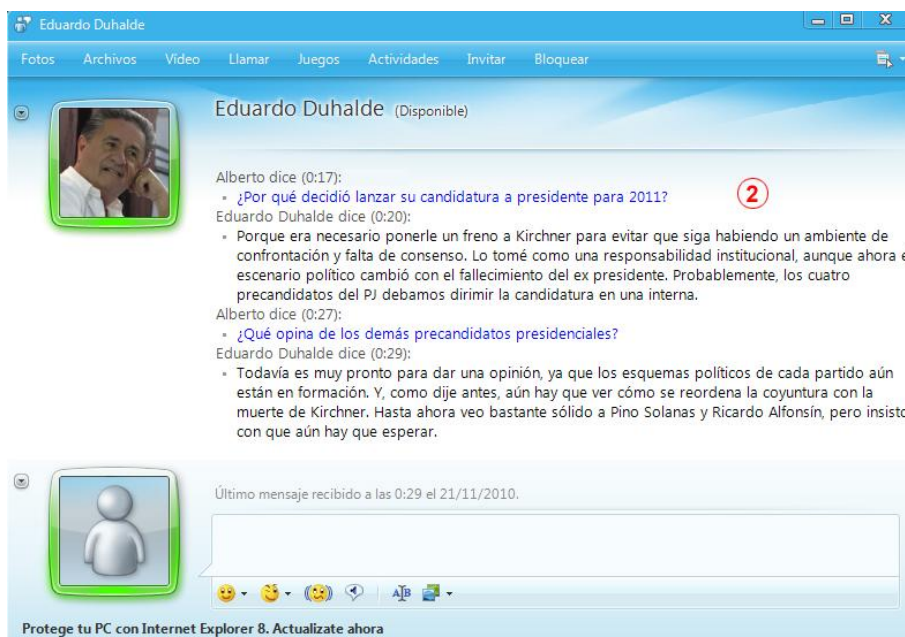 Eduardo Duhalde
Fotos Archivos Video Llamar Juegos Actividades Invitar Bloquear
Eduardo Duhalde (Disponible)
Alberto dice (0:17):
¿Por qué decidió lanzar su candidatura a presidente para 2011?
2
Eduardo Duhalde dice (0:20):
Porque era necesario ponerle un freno a Kirchner para evitar que siga habiendo un ambiente de
confrontación y falta de consenso. Lo tomé como una responsabilidad institucional, aunque ahora e
escenario político cambió con el fallecimiento del ex presidente. Probablemente, los cuatro
precandidatos del PJ debamos dirimir la candidatura en una interna.
Alberto dice (0:27):
¿Qué opina de los demás precandidatos presidenciales?
Eduardo Duhalde dice (0:29):
Todavía es muy pronto para dar una opinión, ya que los esquemas políticos de cada partido aún
están en formación. Y, como dije antes, aún hay que ver cómo se reordena la coyuntura con la
muerte de Kirchner. Hasta ahora veo bastante sólido a Pino Solanas y Ricardo Alfonsín, pero insisto
con que aún hay que esperar.
Último mensaje recibido a las 0:29 el 21/11/2010.
AB
Protege tu PC con Internet Explorer 8. Actualizate ahora